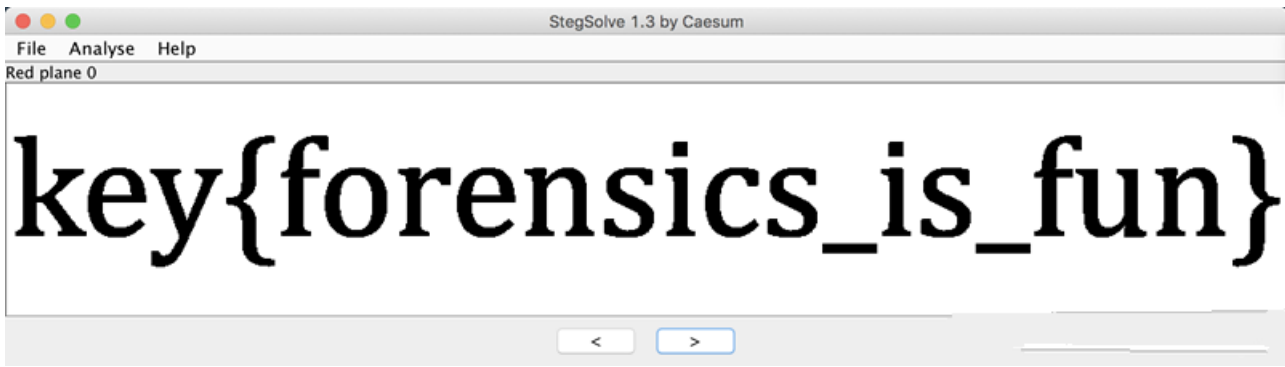 StegSolve 1.3 by Caesum
File Analyse Help
Red plane 0
key{forensics_is_fun}
< >